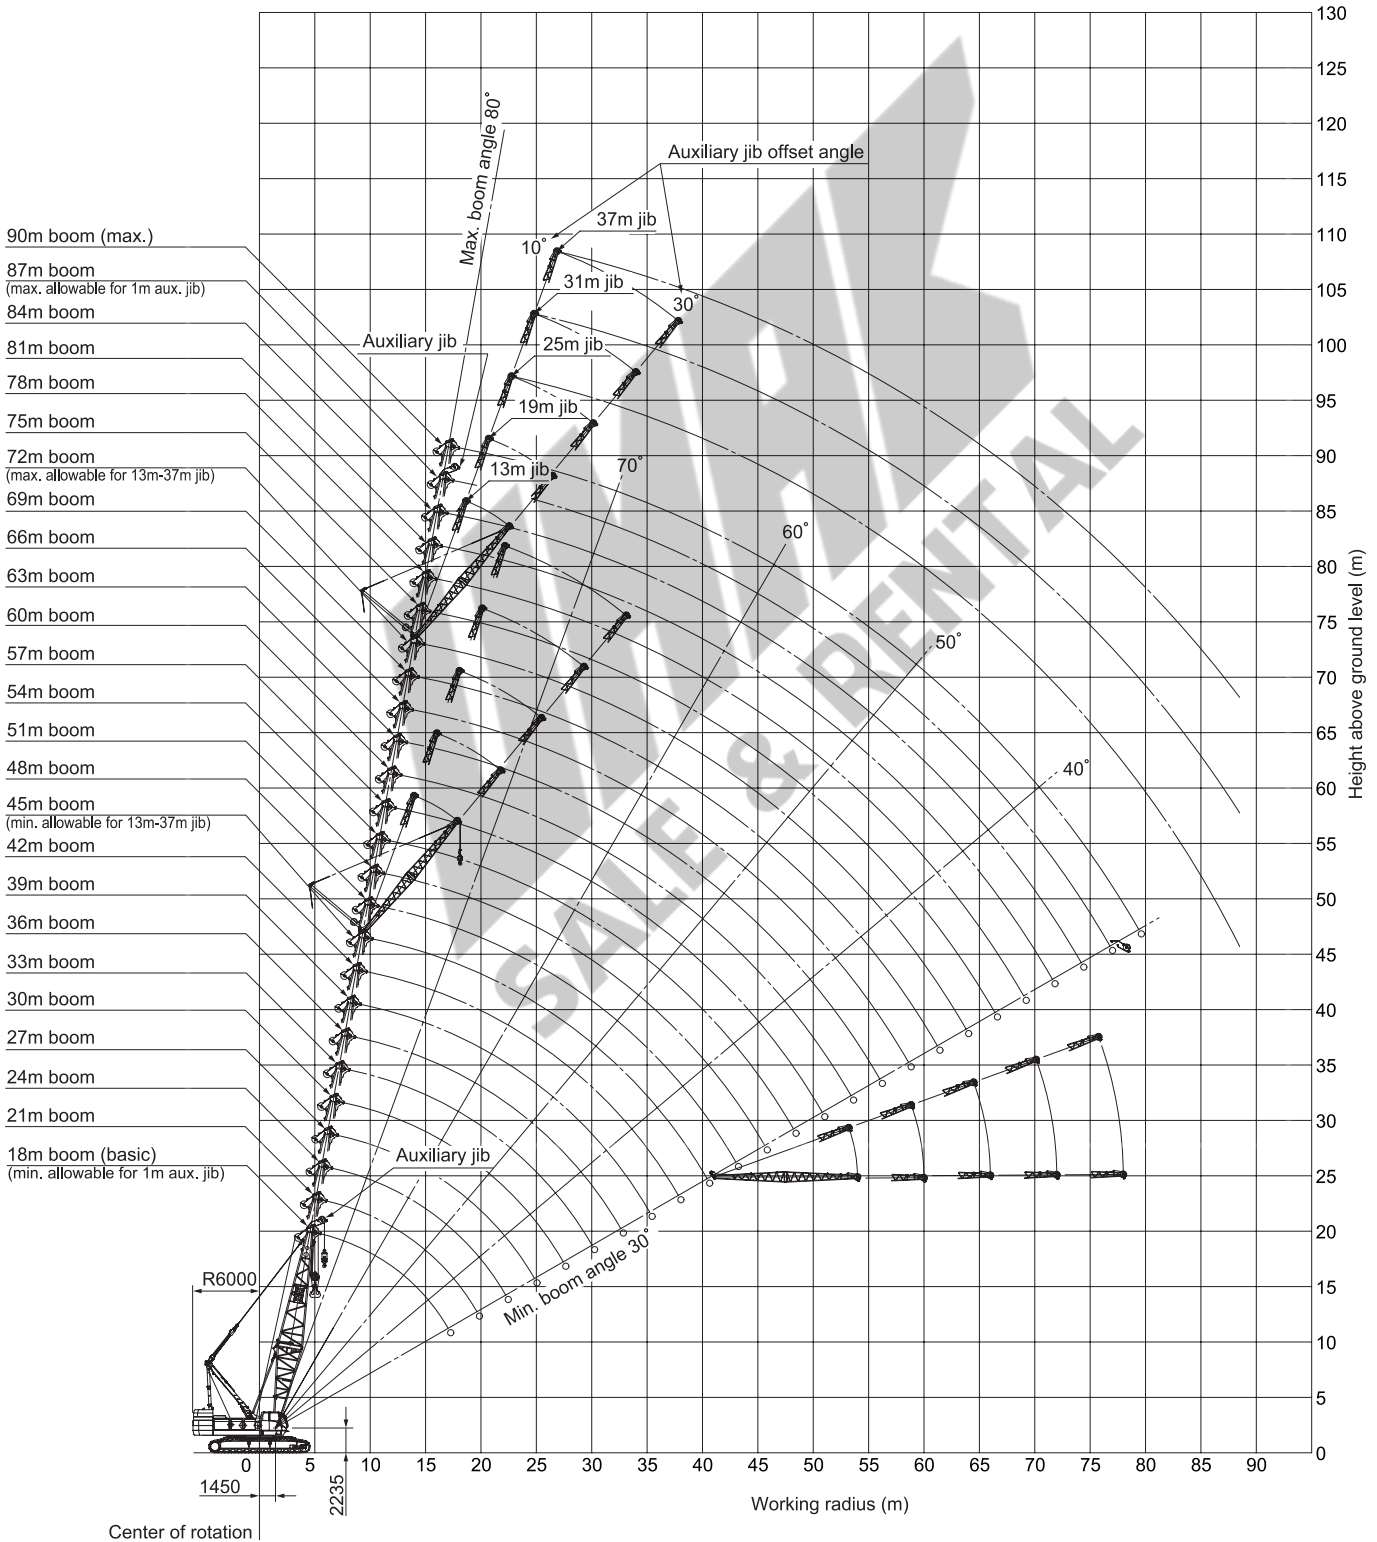 130
125
120
115
110
105
100
95
90
85
80
75
70
65
60
55
50
45
40
35
30
25
20
15
10
5
0
Height above ground level (m)
Max. boom angle 80°
Auxiliary jib offset angle
37m jib
10°
31m jib
30°
25m jib
Auxiliary jib
19m jib
13m jib
70°
60°
50°
40°
90m boom (max.)
87m boom
(max. allowable for 1m aux. jib)
84m boom
81m boom
78m boom
75m boom
72m boom
(max. allowable for 13m-37m jib)
69m boom
66m boom
63m boom
60m boom
57m boom
54m boom
51m boom
48m boom
45m boom
(min. allowable for 13m-37m jib)
42m boom
39m boom
36m boom
33m boom
30m boom
27m boom
24m boom
21m boom
18m boom (basic)
(min. allowable for 1m aux. jib)
Auxiliary jib
Min. boom angle 30°
R6000
0 5 10 15 20 25 30 35 40 45 50 55 60 65 70 75 80 85 90
1450
2235
Working radius (m)
Center of rotation
SALE & RENTAL